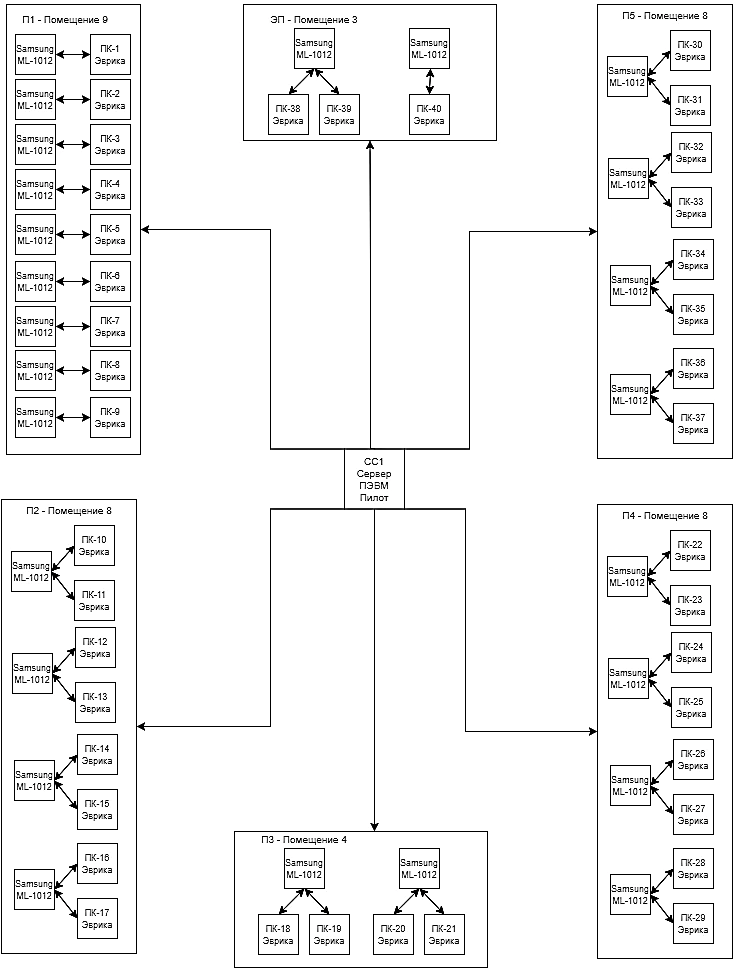 П1 - Помещение 9
Samsung
ML-1012
ПК-1
Эврика
Samsung
ML-1012
ПК-2
Эврика
Samsung
ML-1012
ПК-3
Эврика
Samsung
ML-1012
ПК-4
Эврика
Samsung
ML-1012
ПК-5
Эврика
Samsung
ML-1012
ПК-6
Эврика
Samsung
ML-1012
ПК-7
Эврика
Samsung
ML-1012
ПК-8
Эврика
Samsung
ML-1012
ПК-9
Эврика
ЭП - Помещение 3
Samsung
ML-1012
ПК-38
Эврика
ПК-39
Эврика
Samsung
ML-1012
ПК-40
Эврика
П5 - Помещение 8
Samsung
ML-1012
ПК-30
Эврика
ПК-31
Эврика
Samsung
ML-1012
ПК-32
Эврика
ПК-33
Эврика
Samsung
ML-1012
ПК-34
Эврика
ПК-35
Эврика
Samsung
ML-1012
ПК-36
Эврика
ПК-37
Эврика
СС1
Сервер
ПЭВМ
Пилот
П2 - Помещение 8
Samsung
ML-1012
ПК-10
Эврика
ПК-11
Эврика
Samsung
ML-1012
ПК-12
Эврика
ПК-13
Эврика
Samsung
ML-1012
ПК-14
Эврика
ПК-15
Эврика
Samsung
ML-1012
ПК-16
Эврика
ПК-17
Эврика
П3 - Помещение 4
Samsung
ML-1012
ПК-18
Эврика
ПК-19
Эврика
Samsung
ML-1012
ПК-20
Эврика
ПК-21
Эврика
П4 - Помещение 8
Samsung
ML-1012
ПК-22
Эврика
ПК-23
Эврика
Samsung
ML-1012
ПК-24
Эврика
ПК-25
Эврика
Samsung
ML-1012
ПК-26
Эврика
ПК-27
Эврика
Samsung
ML-1012
ПК-28
Эврика
ПК-29
Эврика